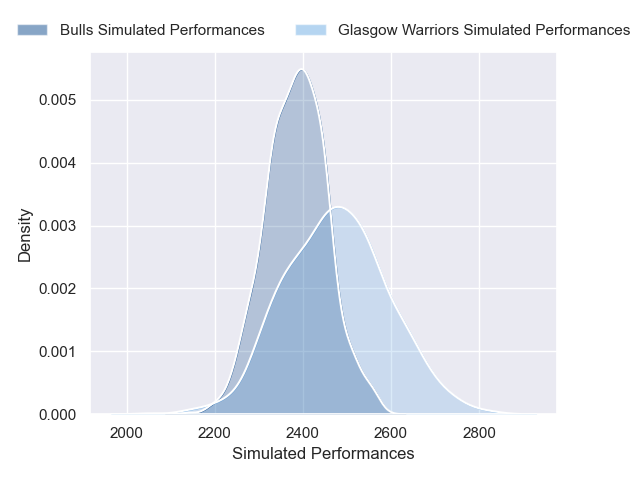 Bulls Simulated Performances
Glasgow Warriors Simulated Performances
0.005
0.004
0.003
0.002
0.001
0.000
Density
2000
2200
2400
2600
2800
Simulated Performances